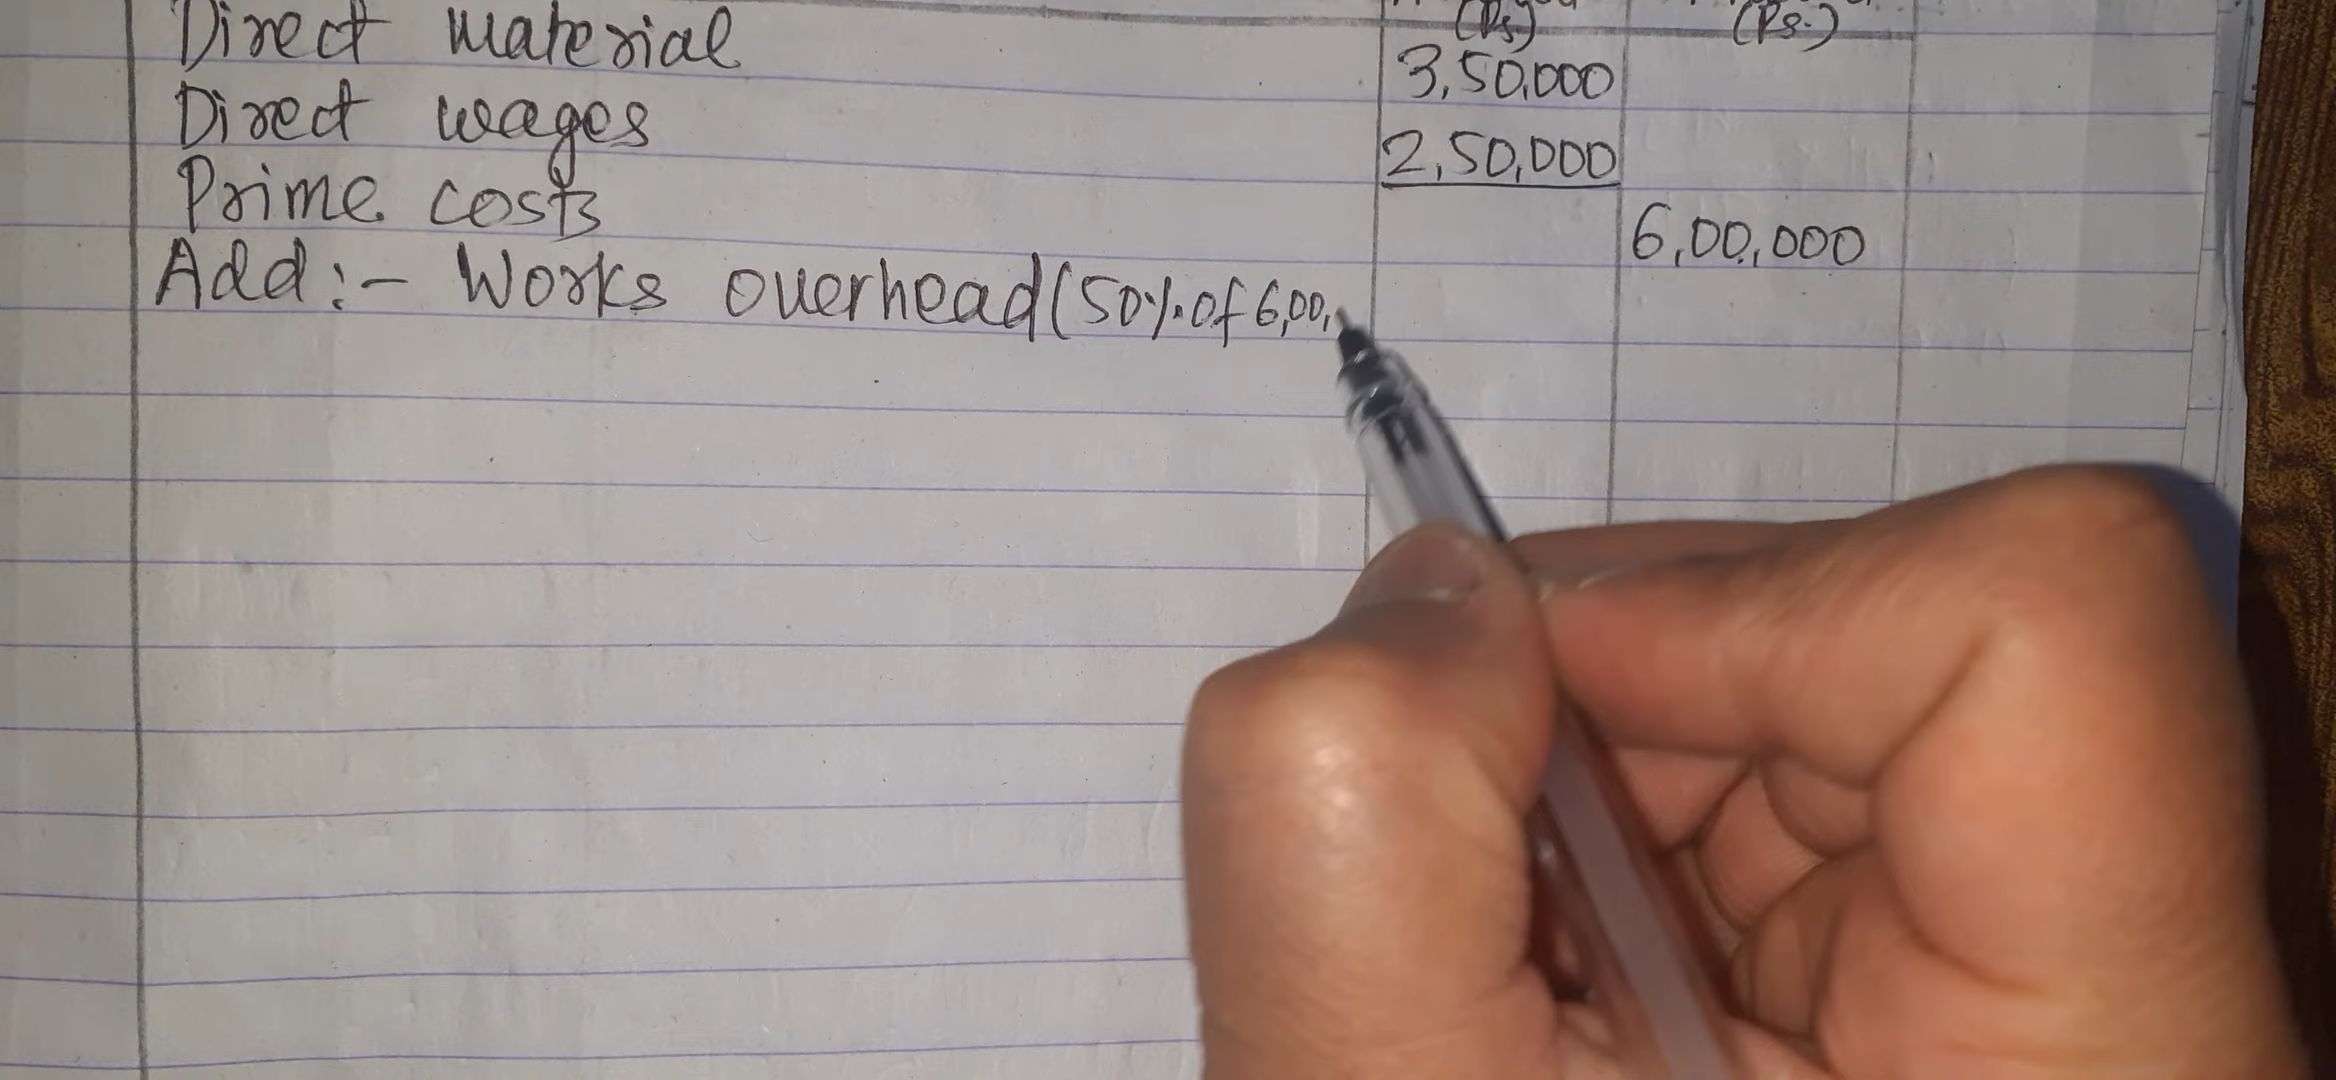 (Rs) (Rs.)
Direct material 3,50,000
Direct wages 2,50,000
Prime costs 6,00,000
Add:- Works overhead (50% of 6,00,